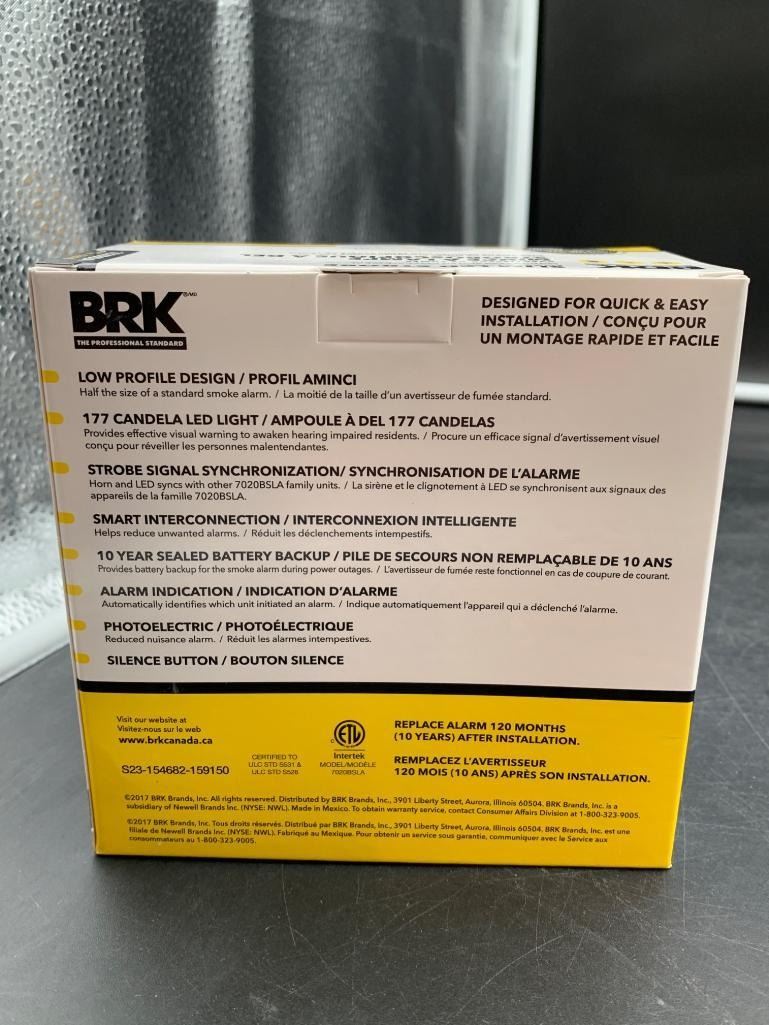 BRK ®/MD
THE PROFESSIONAL STANDARD
DESIGNED FOR QUICK & EASY
INSTALLATION / CONÇU POUR
UN MONTAGE RAPIDE ET FACILE
LOW PROFILE DESIGN / PROFIL AMINCI
Half the size of a standard smoke alarm. / La moitié de la taille d'un avertisseur de fumée standard.
177 CANDELA LED LIGHT / AMPOULE À DEL 177 CANDELAS
Provides effective visual warning to awaken hearing impaired residents. / Procure un efficace signal d'avertissement visuel
conçu pour réveiller les personnes malentendantes.
STROBE SIGNAL SYNCHRONIZATION/ SYNCHRONISATION DE L'ALARME
Horn and LED syncs with other 7020BSLA family units. / La sirène et le clignotement à LED se synchronisent aux signaux des
appareils de la famille 7020BSLA.
SMART INTERCONNECTION / INTERCONNEXION INTELLIGENTE
Helps reduce unwanted alarms. / Réduit les déclenchements intempestifs.
10 YEAR SEALED BATTERY BACKUP / PILE DE SECOURS NON REMPLAÇABLE DE 10 ANS
Provides battery backup for the smoke alarm during power outages. / L'avertisseur de fumée reste fonctionnel en cas de coupure de courant.
ALARM INDICATION / INDICATION D'ALARME
Automatically identifies which unit initiated an alarm. / Indique automatiquement l'appareil qui a déclenché l'alarme.
PHOTOELECTRIC / PHOTOÉLECTRIQUE
Reduced nuisance alarm. / Réduit les alarmes intempestives.
SILENCE BUTTON / BOUTON SILENCE
Visit our website at
Visitez-nous sur le web
www.brkcanada.ca
S23-154682-159150
CERTIFIED TO
ULC STD S531 &
ULC STD S526
ETL
Intertek
MODEL/MODÈLE
7020BSLA
REPLACE ALARM 120 MONTHS
(10 YEARS) AFTER INSTALLATION.
REMPLACEZ L'AVERTISSEUR
120 MOIS (10 ANS) APRÈS SON INSTALLATION.
©2017 BRK Brands, Inc. All rights reserved. Distributed by BRK Brands, Inc., 3901 Liberty Street, Aurora, Illinois 60504. BRK Brands, Inc. is a
subsidiary of Newell Brands Inc. (NYSE: NWL). Made in Mexico. To obtain warranty service, contact Consumer Affairs Division at 1-800-323-9005.
©2017 BRK Brands, Inc. Tous droits réservés. Distribué par BRK Brands, Inc., 3901 Liberty Street, Aurora, Illinois 60504. BRK Brands, Inc. est une
filiale de Newell Brands Inc. (NYSE: NWL). Fabriqué au Mexique. Pour obtenir un service sous garantie, communiquer avec le Service aux
consommateurs au 1-800-323-9005.